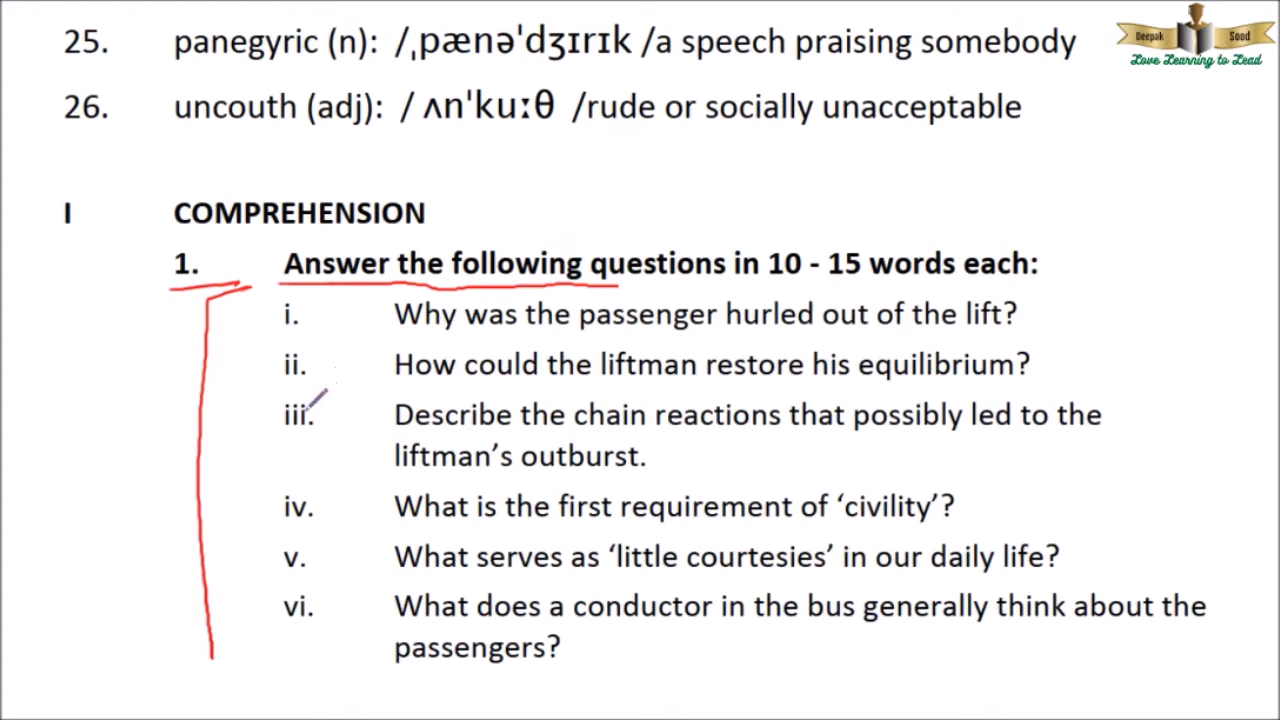 25. panegyric (n): /ˌpænəˈdʒɪrɪk /a speech praising somebody
Deepak Sood
Love Learning to Lead
26. uncouth (adj): / ʌnˈkuːθ /rude or socially unacceptable
I COMPREHENSION
1. Answer the following questions in 10 - 15 words each:
i. Why was the passenger hurled out of the lift?
ii. How could the liftman restore his equilibrium?
iii. Describe the chain reactions that possibly led to the
liftman’s outburst.
iv. What is the first requirement of ‘civility’?
v. What serves as ‘little courtesies’ in our daily life?
vi. What does a conductor in the bus generally think about the
passengers?